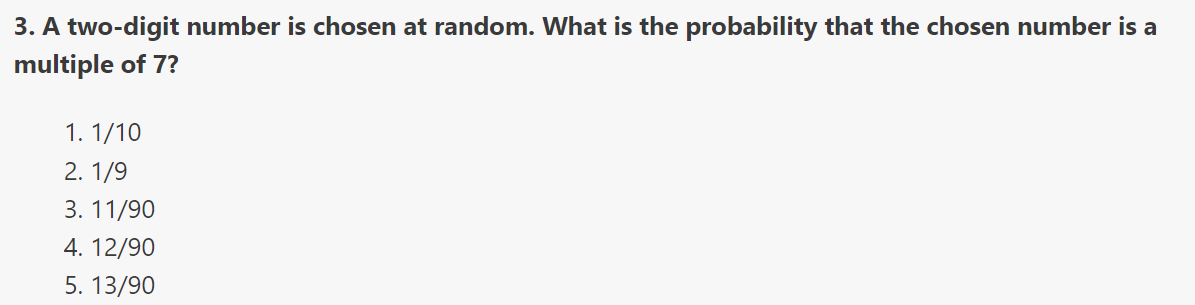 3. A two-digit number is chosen at random. What is the probability that the chosen number is a
multiple of 7?
1. 1/10
2. 1/9
3. 11/90
4. 12/90
5. 13/90